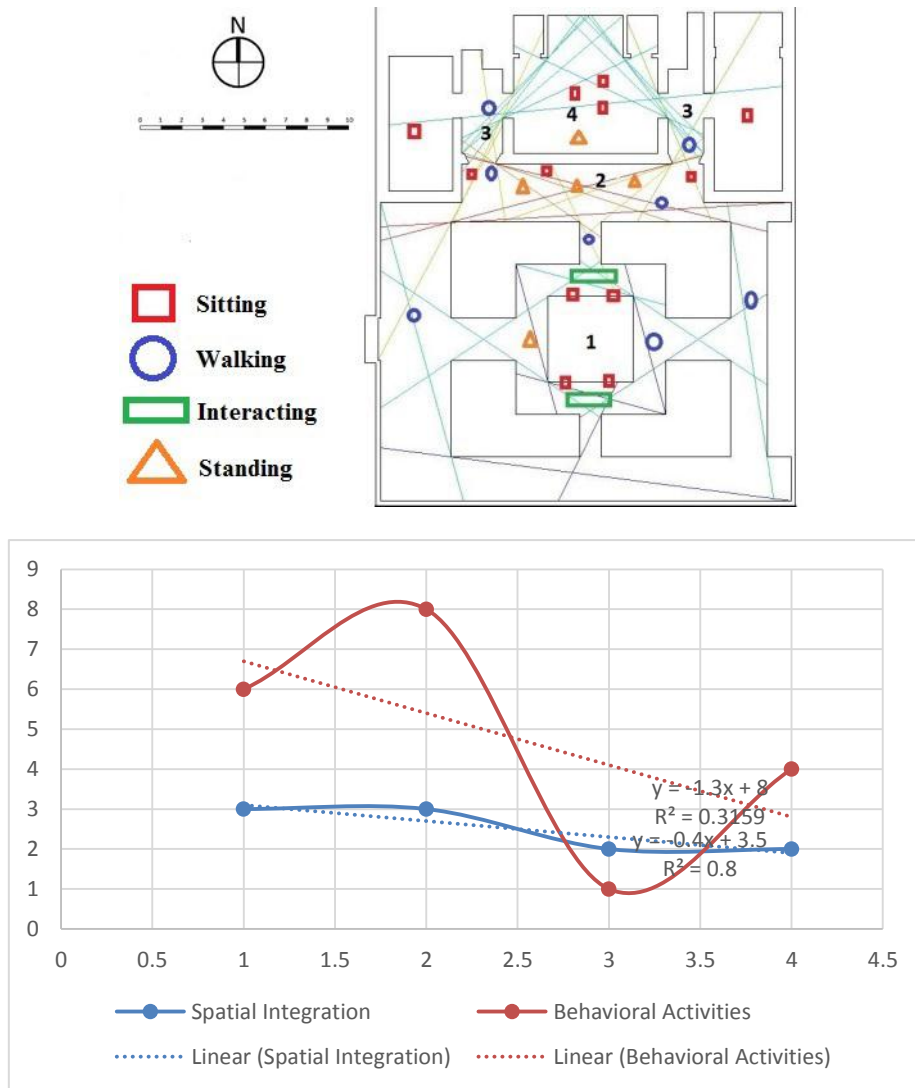 N
0 1 2 3 4 5 6 7 8 9 10
3
4
3
2
1
Sitting
Walking
Interacting
Standing
9
8
7
6
5
4
3
2
1
0
y = -1.3x + 8
R² = 0.3159
y = -0.4x + 3.5
R² = 0.8
0 0.5 1 1.5 2 2.5 3 3.5 4 4.5
Spatial Integration Behavioral Activities
Linear (Spatial Integration) Linear (Behavioral Activities)